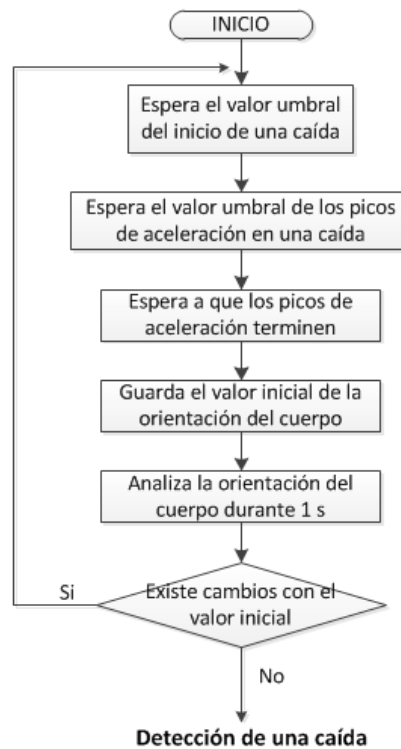 INICIO
Espera el valor umbral
del inicio de una caída
Espera el valor umbral de los picos
de aceleración en una caída
Espera a que los picos de
aceleración terminen
Guarda el valor inicial de la
orientación del cuerpo
Analiza la orientación del
cuerpo durante 1 s
Existe cambios con el
valor inicial
Si
No
Detección de una caída